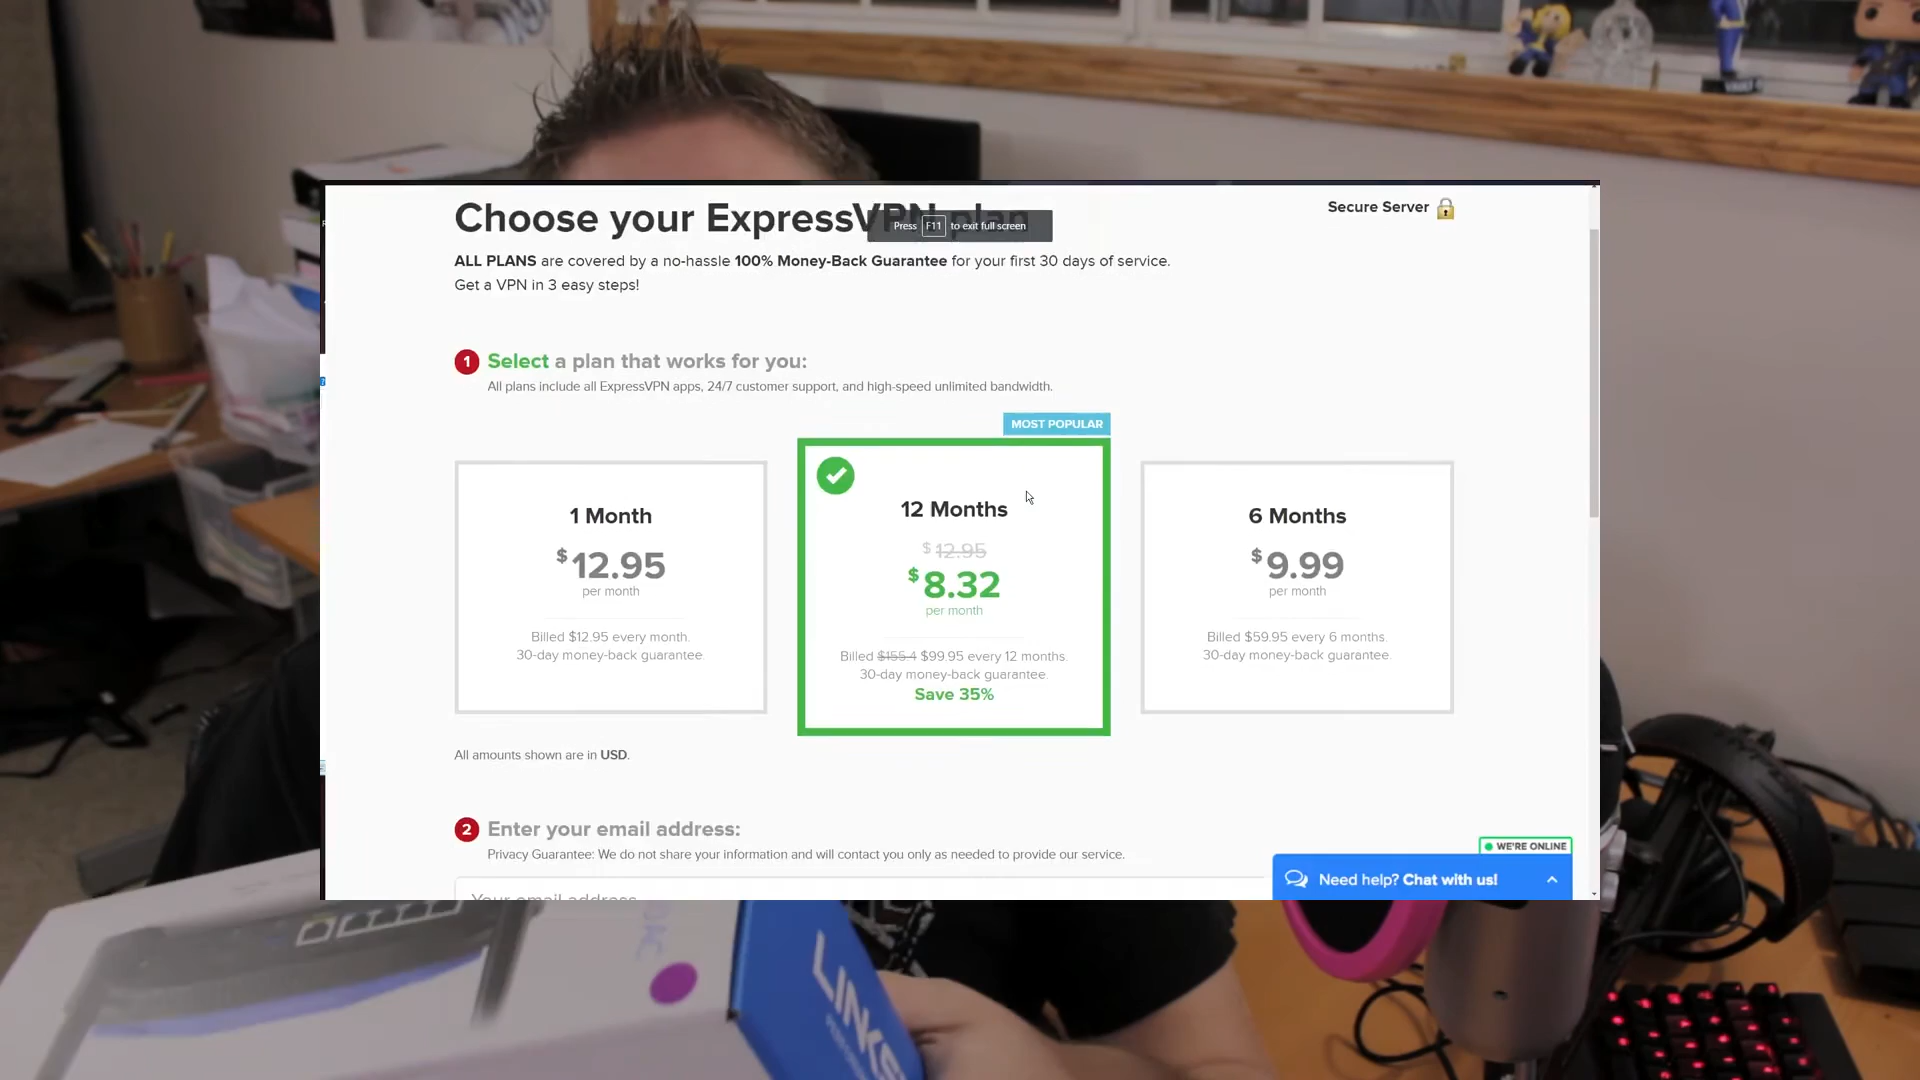 Choose your ExpressVPN plan
Press F11 to exit full screen
Secure Server
ALL PLANS are covered by a no-hassle 100% Money-Back Guarantee for your first 30 days of service.
Get a VPN in 3 easy steps!
1 Select a plan that works for you:
All plans include all ExpressVPN apps, 24/7 customer support, and high-speed unlimited bandwidth.
MOST POPULAR
1 Month
$12.95
per month
Billed $12.95 every month.
30-day money-back guarantee.
12 Months
$12.95
$8.32
per month
Billed $155.4 $99.95 every 12 months.
30-day money-back guarantee.
Save 35%
6 Months
$9.99
per month
Billed $59.95 every 6 months.
30-day money-back guarantee.
All amounts shown are in USD.
2 Enter your email address:
Privacy Guarantee: We do not share your information and will contact you only as needed to provide our service.
Your email address
WE'RE ONLINE
Need help? Chat with us!
LINKS